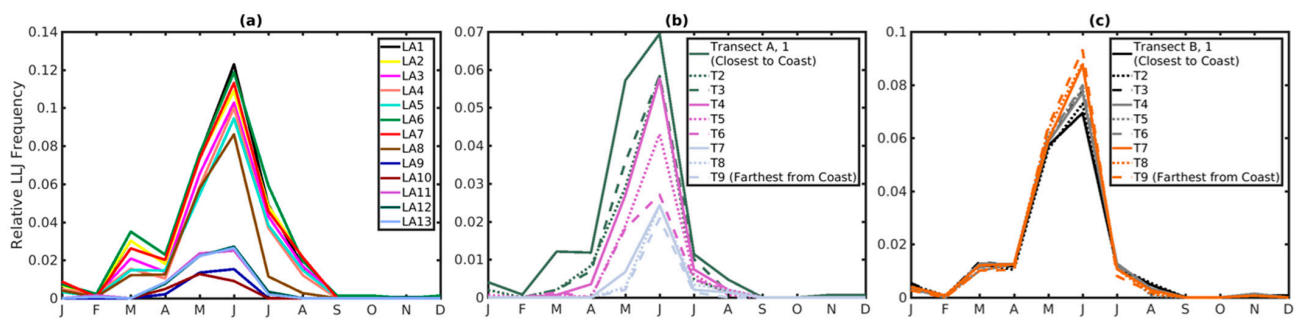 (a)
Relative LLJ Frequency
0.14
0.12
0.1
0.08
0.06
0.04
0.02
0
J F M A M J J A S O N D
LA1
LA2
LA3
LA4
LA5
LA6
LA7
LA8
LA9
LA10
LA11
LA12
LA13
(b)
0.07
0.06
0.05
0.04
0.03
0.02
0.01
0
J F M A M J J A S O N D
Transect A, 1
(Closest to Coast)
T2
T3
T4
T5
T6
T7
T8
T9 (Farthest from Coast)
(c)
0.1
0.08
0.06
0.04
0.02
0
J F M A M J J A S O N D
Transect B, 1
(Closest to Coast)
T2
T3
T4
T5
T6
T7
T8
T9 (Farthest from Coast)